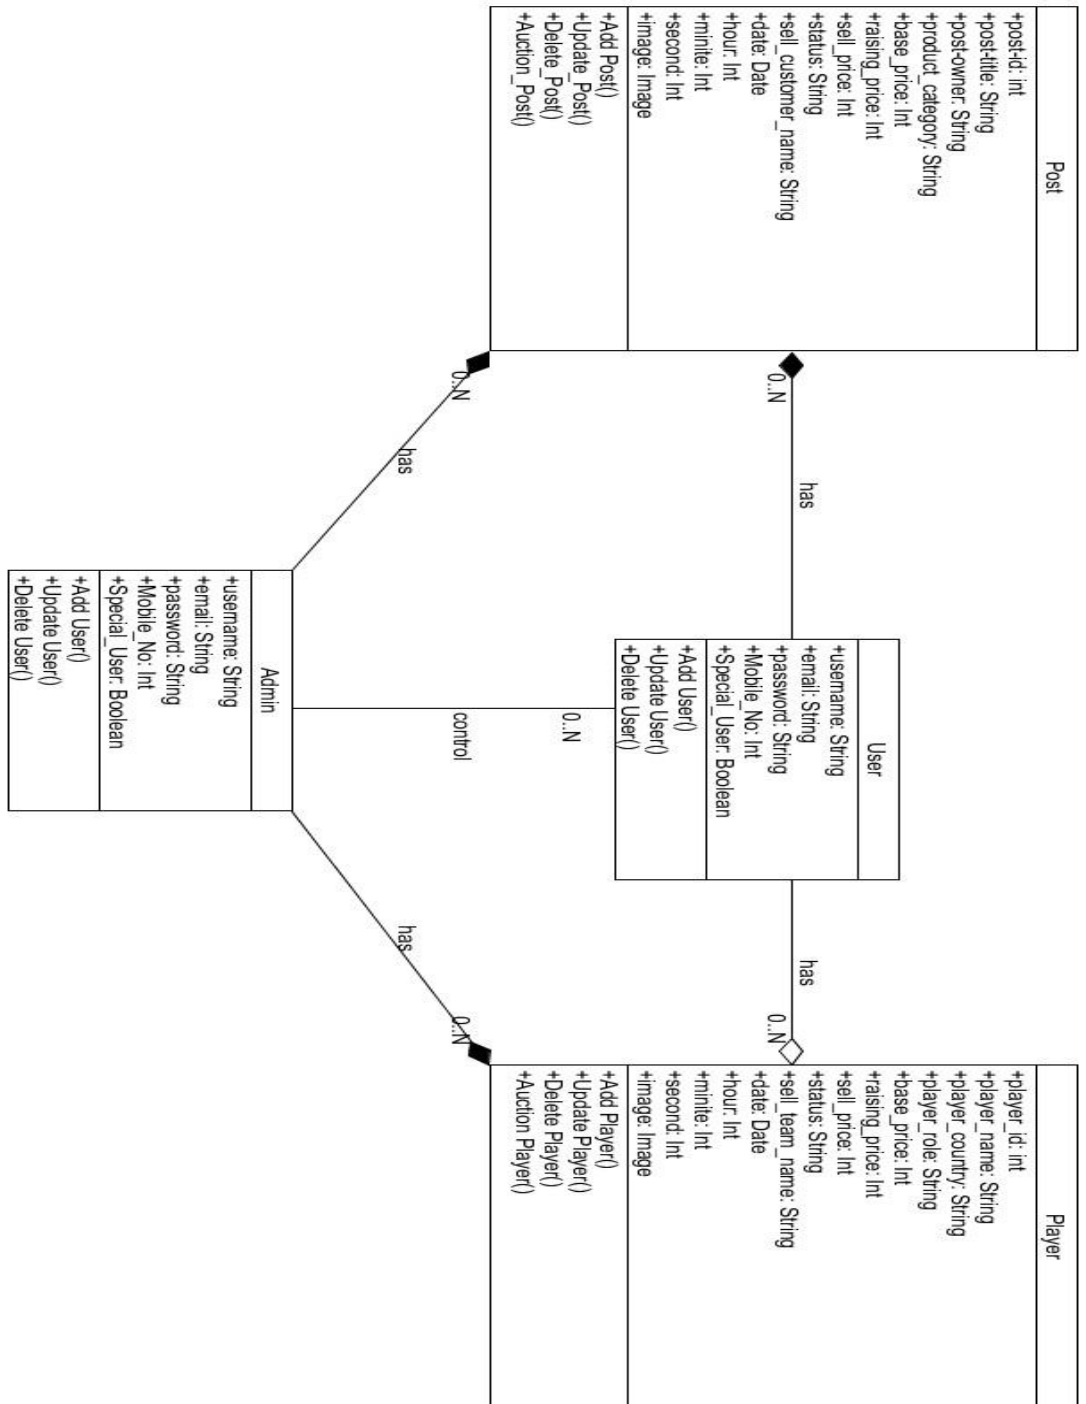 Post
+post-id: int
+post-title: String
+post-owner: String
+product_category: String
+base_price: Int
+raising_price: Int
+sell_price: Int
+status: String
+sell_customer_name: String
+date: Date
+hour: Int
+minite: Int
+second: Int
+image: Image
+Add Post()
+Update_Post()
+Delete_Post()
+Auction_Post()
0..N
has
0..N
has
User
+username: String
+email: String
+password: String
+Mobile_No: Int
+Special_User: Boolean
+Add User()
+Update User()
+Delete User()
0..N
control
Admin
+username: String
+email: String
+password: String
+Mobile_No: Int
+Special_User: Boolean
+Add User()
+Update User()
+Delete User()
has
0..N
has
0..N
Player
+player_id: int
+player_name: String
+player_country: String
+player_role: String
+base_price: Int
+raising_price: Int
+sell_price: Int
+status: String
+sell_team_name: String
+date: Date
+hour: Int
+minite: Int
+second: Int
+image: Image
+Add Player()
+Update Player()
+Delete Player()
+Auction Player()